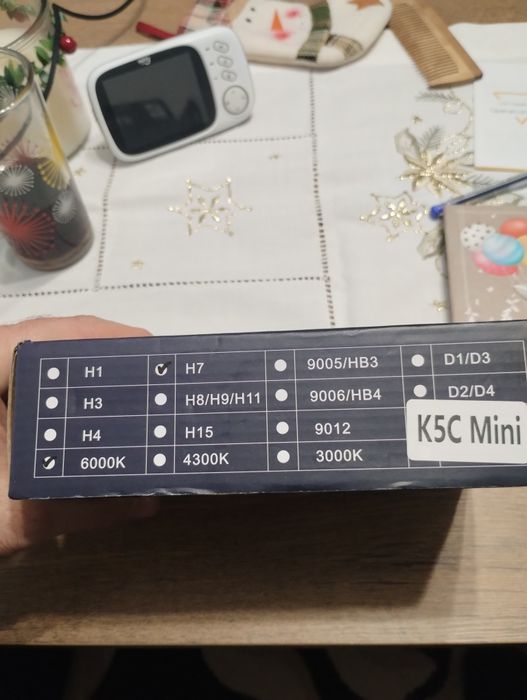 H1 H7 9005/HB3 D1/D3
H3 H8/H9/H11 9006/HB4 D2/D4
H4 H15 9012
K5C Mini
6000K 4300K 3000K